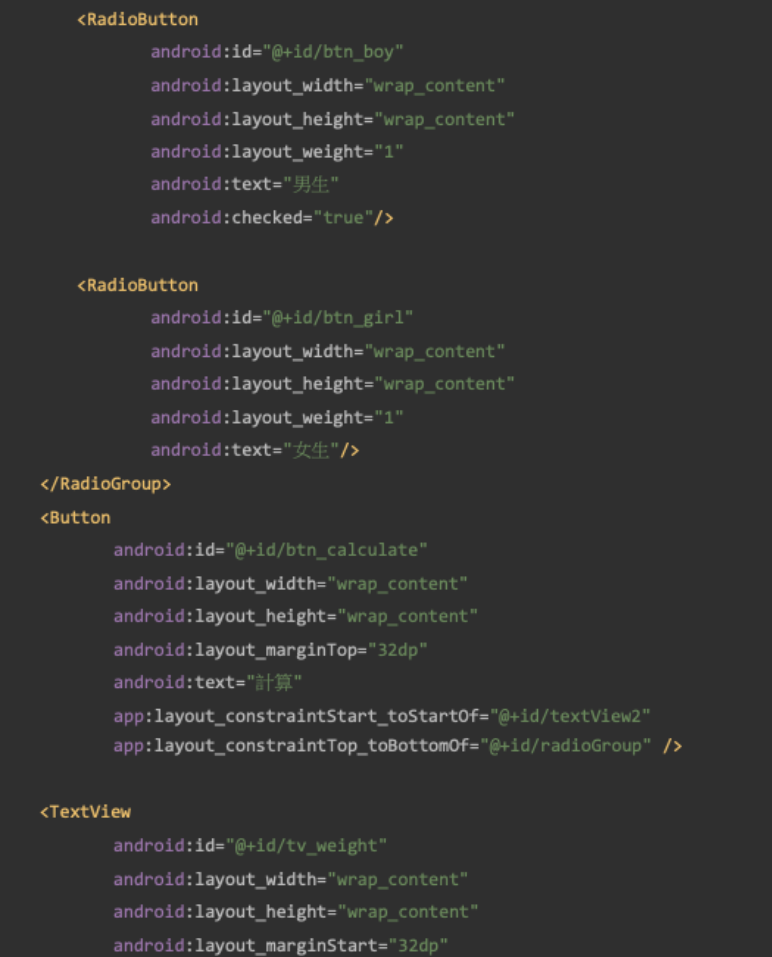 <RadioButton
android:id="@+id/btn_boy"
android:layout_width="wrap_content"
android:layout_height="wrap_content"
android:layout_weight="1"
android:text="男生"
android:checked="true"/>
<RadioButton
android:id="@+id/btn_girl"
android:layout_width="wrap_content"
android:layout_height="wrap_content"
android:layout_weight="1"
android:text="女生"/>
</RadioGroup>
<Button
android:id="@+id/btn_calculate"
android:layout_width="wrap_content"
android:layout_height="wrap_content"
android:layout_marginTop="32dp"
android:text="計算"
app:layout_constraintStart_toStartOf="@+id/textView2"
app:layout_constraintTop_toBottomOf="@+id/radioGroup" />
<TextView
android:id="@+id/tv_weight"
android:layout_width="wrap_content"
android:layout_height="wrap_content"
android:layout_marginStart="32dp"